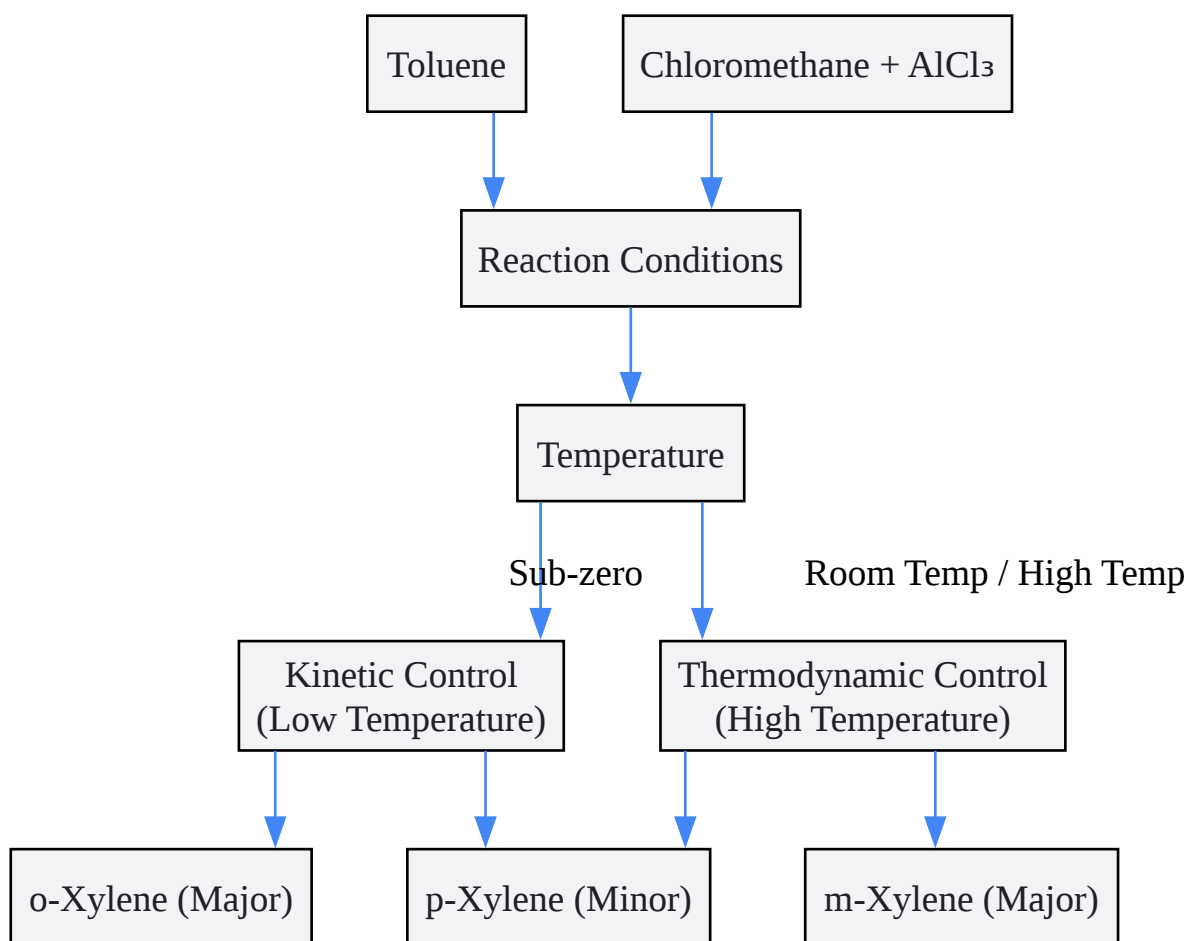 Toluene
Chloromethane + AlCl₃
Reaction Conditions
Temperature
Sub-zero
Room Temp / High Temp
Kinetic Control
(Low Temperature)
Thermodynamic Control
(High Temperature)
o-Xylene (Major)
p-Xylene (Minor)
m-Xylene (Major)